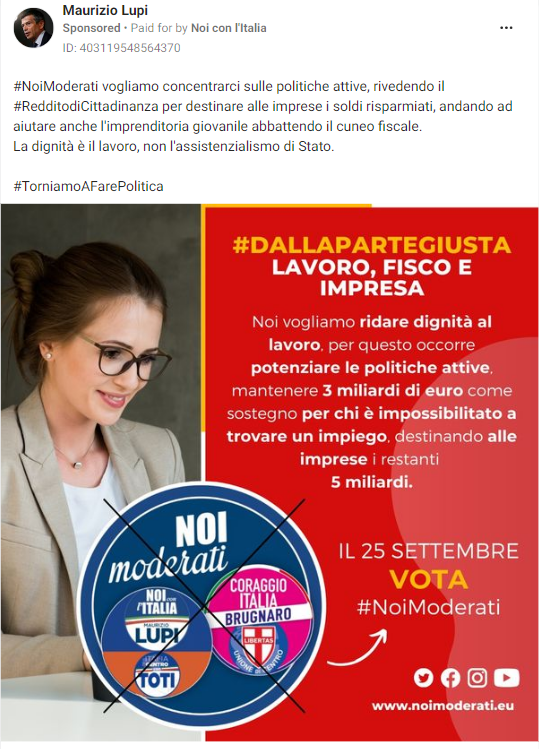 Maurizio Lupi
Sponsored • Paid for by Noi con l'Italia
ID: 403119548564370
#NoiModerati vogliamo concentrarci sulle politiche attive, rivedendo il
#RedditodiCittadinanza per destinare alle imprese i soldi risparmiati, andando ad
aiutare anche l'imprenditoria giovanile abbattendo il cuneo fiscale.
La dignità è il lavoro, non l'assistenzialismo di Stato.
#TorniamoAFarePolitica
#DALLAPARTEGIUSTA
LAVORO, FISCO E
IMPRESA
Noi vogliamo ridare dignità al
lavoro, per questo occorre
potenziare le politiche attive,
mantenere 3 miliardi di euro come
sostegno per chi è impossibilitato a
trovare un impiego, destinando alle
imprese i restanti
5 miliardi.
NOI
moderati
NOI
con
l'ITALIA
MAURIZIO
LUPI
ITALIA
AL CENTRO
TOTI
CORAGGIO
ITALIA
BRUGNARO
LIBERTAS
UNIONE DI CENTRO
IL 25 SETTEMBRE
VOTA
#NoiModerati
www.noimoderati.eu